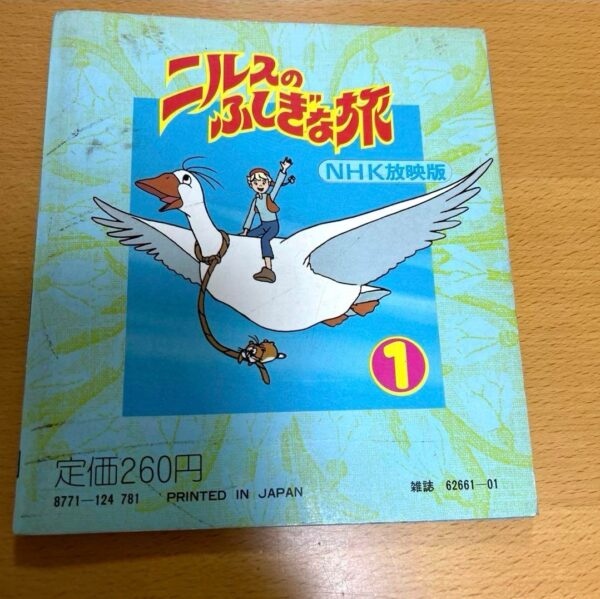 ニルスの
ふしぎな旅
NHK放映版
1
定価260円
8771—124 781 PRINTED IN JAPAN
雑誌 62661—01